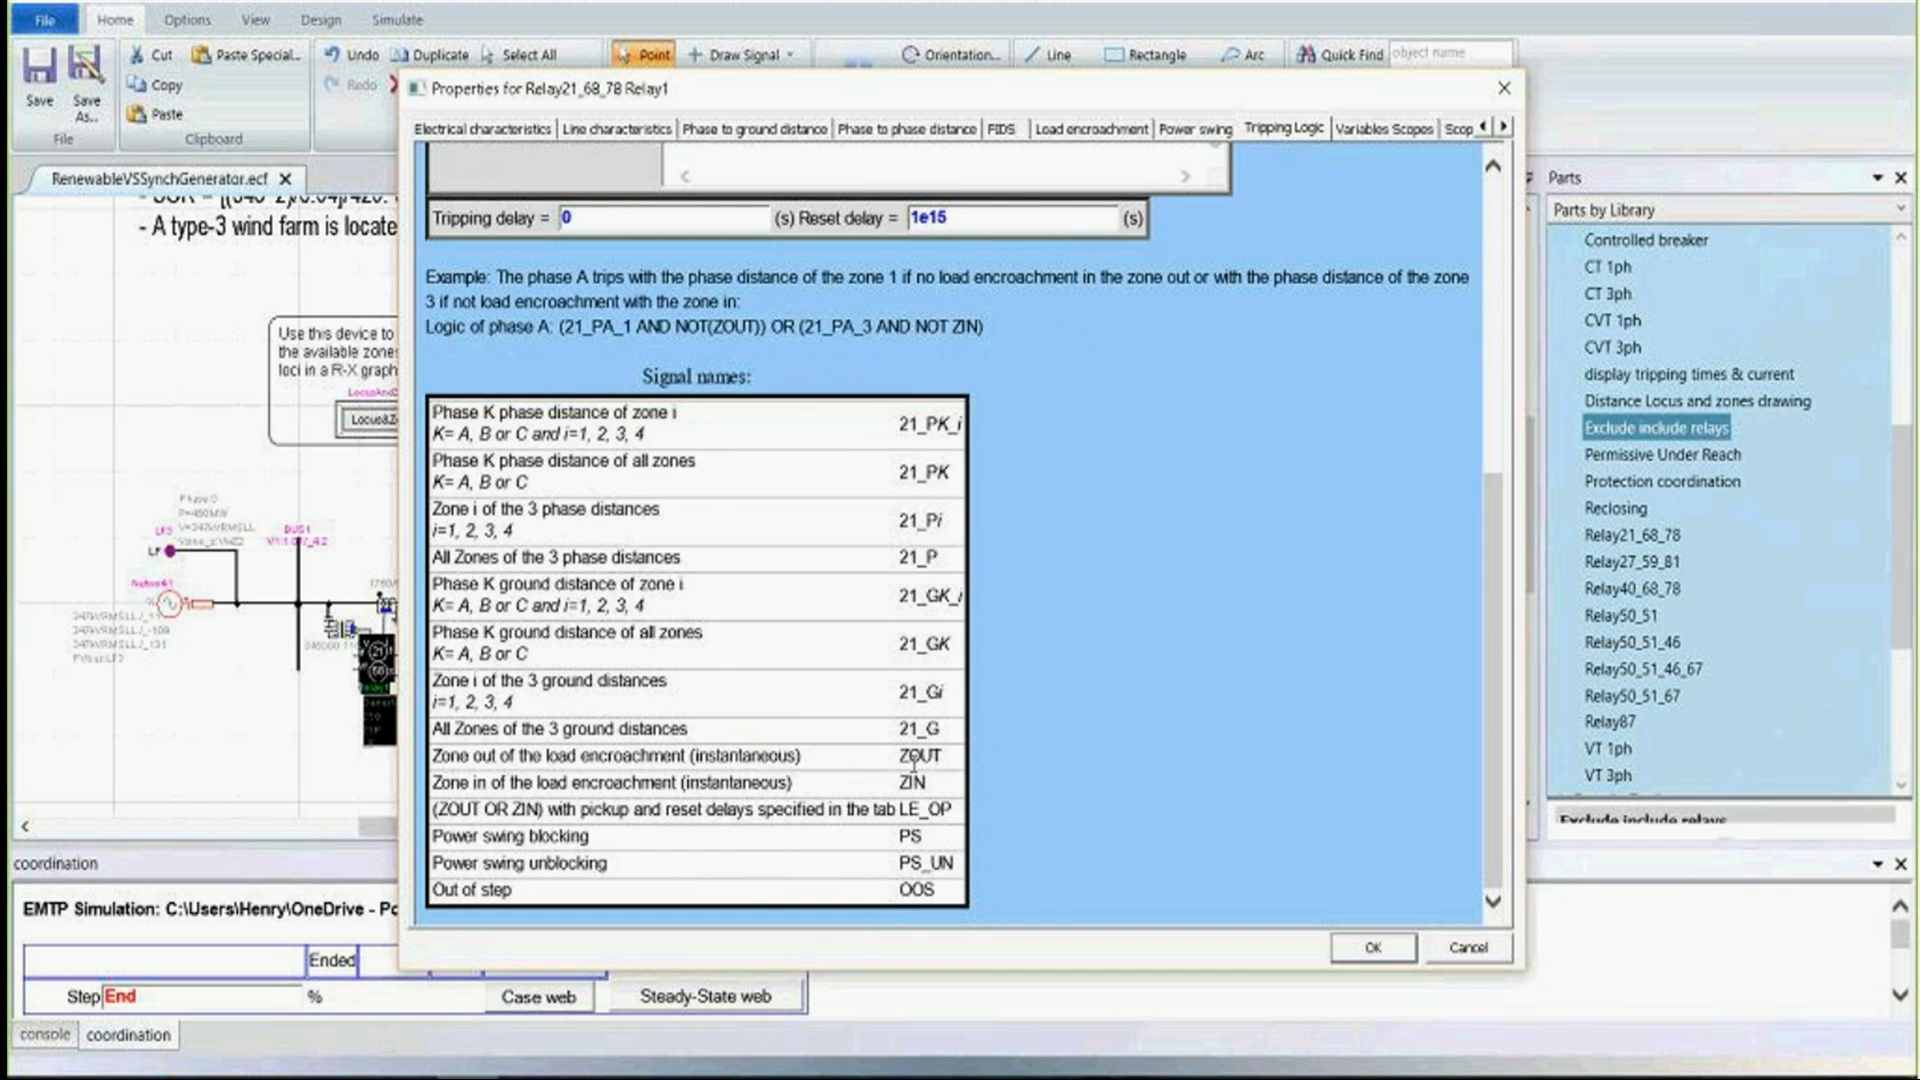 File
Home
Options
View
Design
Simulate
Save
Save As..
File
Cut
Copy
Paste
Paste Special...
Clipboard
Undo
Redo
Duplicate
Select All
Point
Draw Signal
Orientation...
Line
Rectangle
Arc
Quick Find
object name
Properties for Relay21_68_78 Relay1
Electrical characteristics
Line characteristics
Phase to ground distance
Phase to phase distance
FIDS
Load encroachment
Power swing
Tripping Logic
Variables Scopes
Scop
RenewableVSSynchGenerator.ecf
- A type-3 wind farm is locate
Use this device to
the available zones
loci in a R-X graph
Tripping delay = 0 (s) Reset delay = 1e15 (s)
Example: The phase A trips with the phase distance of the zone 1 if no load encroachment in the zone out or with the phase distance of the zone
3 if not load encroachment with the zone in:
Logic of phase A: (21_PA_1 AND NOT(ZOUT)) OR (21_PA_3 AND NOT ZIN)
Signal names:
Phase K phase distance of zone i
K= A, B or C and i=1, 2, 3, 4
21_PK_i
Phase K phase distance of all zones
K= A, B or C
21_PK
Zone i of the 3 phase distances
i=1, 2, 3, 4
21_Pi
All Zones of the 3 phase distances 21_P
Phase K ground distance of zone i
K= A, B or C and i=1, 2, 3, 4
21_GK_i
Phase K ground distance of all zones
K= A, B or C
21_GK
Zone i of the 3 ground distances
i=1, 2, 3, 4
21_Gi
All Zones of the 3 ground distances 21_G
Zone out of the load encroachment (instantaneous) ZOUT
Zone in of the load encroachment (instantaneous) ZIN
(ZOUT OR ZIN) with pickup and reset delays specified in the tab LE_OP
Power swing blocking PS
Power swing unblocking PS_UN
Out of step OOS
OK
Cancel
Parts
Parts by Library
Controlled breaker
CT 1ph
CT 3ph
CVT 1ph
CVT 3ph
display tripping times & current
Distance Locus and zones drawing
Exclude include relays
Permissive Under Reach
Protection coordination
Reclosing
Relay21_68_78
Relay27_59_81
Relay40_68_78
Relay50_51
Relay50_51_46
Relay50_51_46_67
Relay50_51_67
Relay87
VT 1ph
VT 3ph
Exclude include relays
coordination
EMTP Simulation: C:\Users\Henry\OneDrive - Po
Ended
Step End %
Case web
Steady-State web
console
coordination